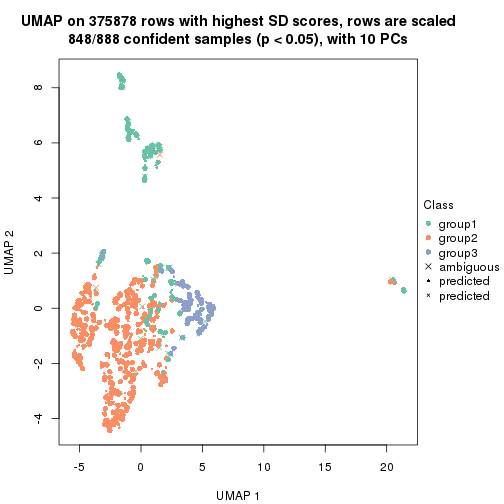 UMAP on 375878 rows with highest SD scores, rows are scaled
848/888 confident samples (p < 0.05), with 10 PCs
8
6
4
2
0
-2
-4
UMAP 2
-5
0
5
10
15
20
UMAP 1
Class
group1
group2
group3
ambiguous
predicted
predicted